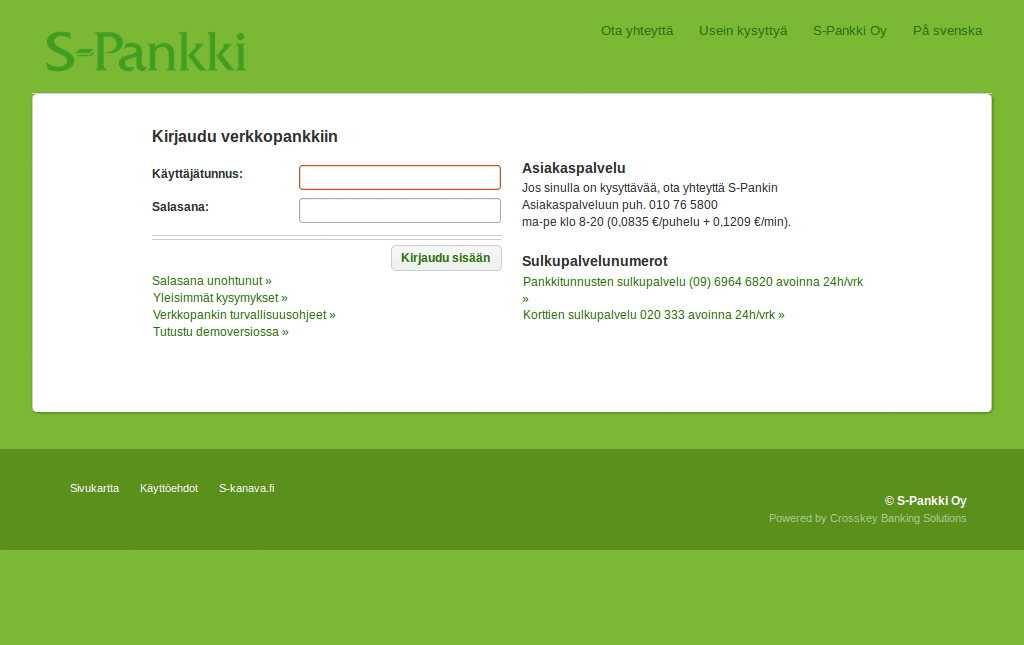 S-Pankki
Ota yhteyttä Usein kysyttyä S-Pankki Oy På svenska
Kirjaudu verkkopankkiin
Käyttäjätunnus:
Salasana:
Kirjaudu sisään
Salasana unohtunut »
Yleisimmät kysymykset »
Verkkopankin turvallisuusohjeet »
Tutustu demoversiossa »
Asiakaspalvelu
Jos sinulla on kysyttävää, ota yhteyttä S-Pankin
Asiakaspalveluun puh. 010 76 5800
ma-pe klo 8-20 (0,0835 €/puhelu + 0,1209 €/min).
Sulkupalvelunumerot
Pankkitunnusten sulkupalvelu (09) 6964 6820 avoinna 24h/vrk
»
Korttien sulkupalvelu 020 333 avoinna 24h/vrk »
Sivukartta Käyttöehdot S-kanava.fi
© S-Pankki Oy
Powered by Crosskey Banking Solutions